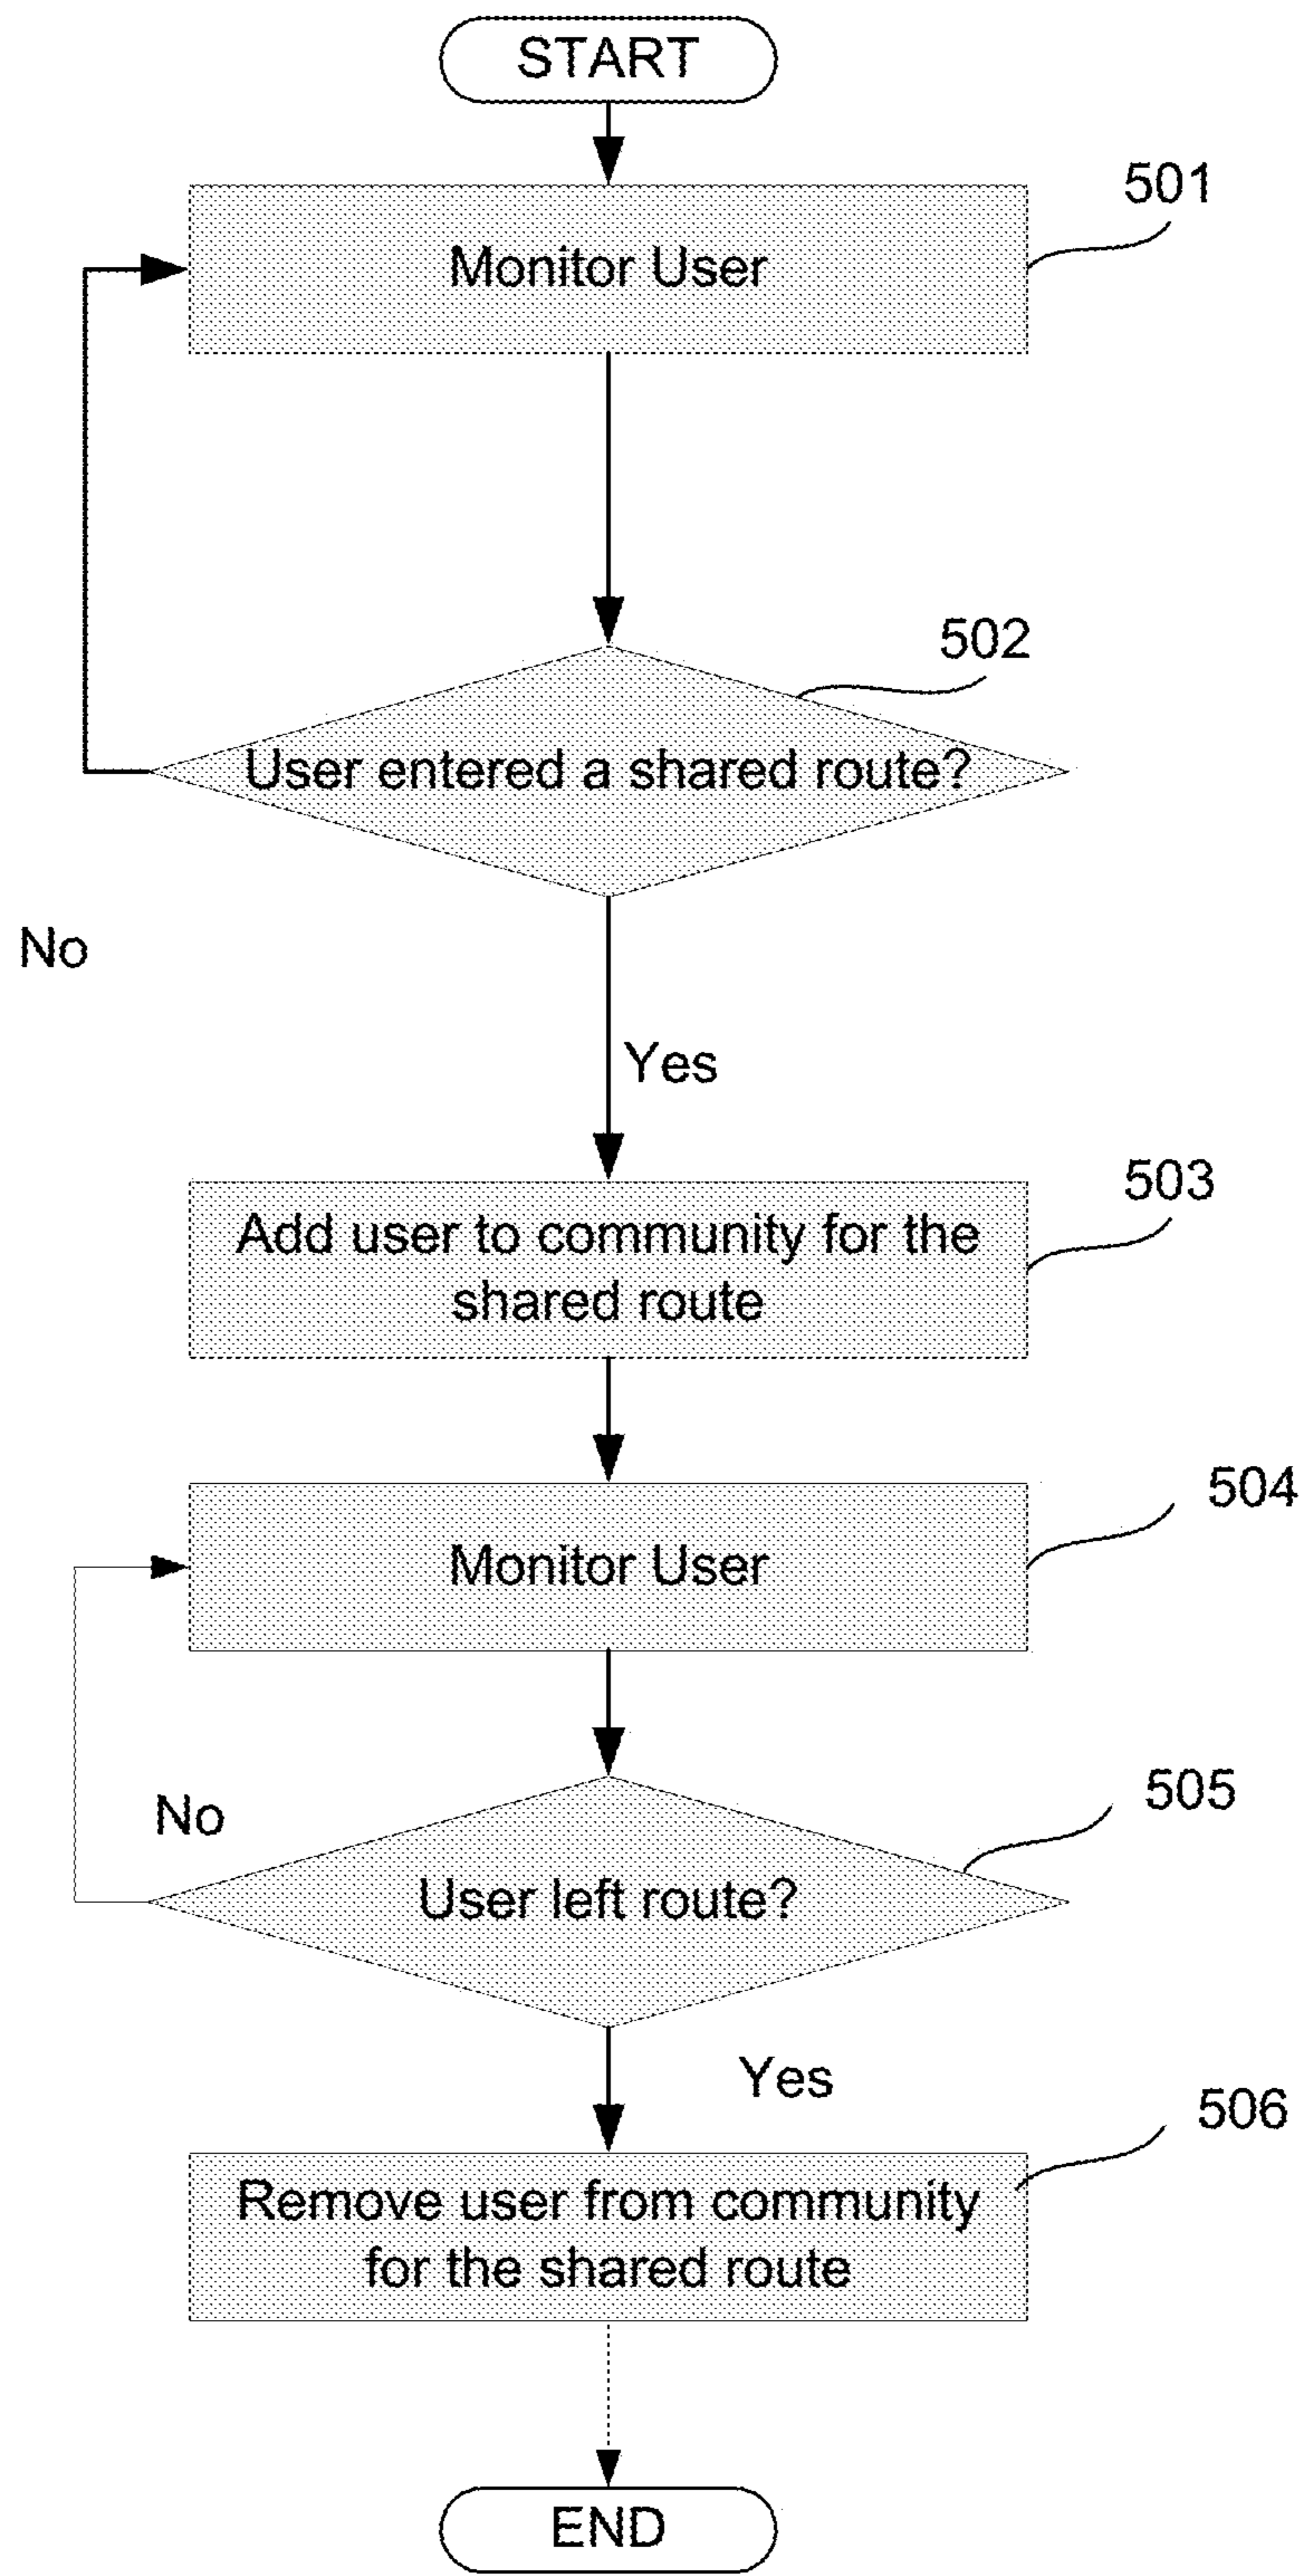 START
501
Monitor User
502
User entered a shared route?
No
Yes
503
Add user to community for the
shared route
504
Monitor User
505
No
User left route?
Yes
506
Remove user from community
for the shared route
END